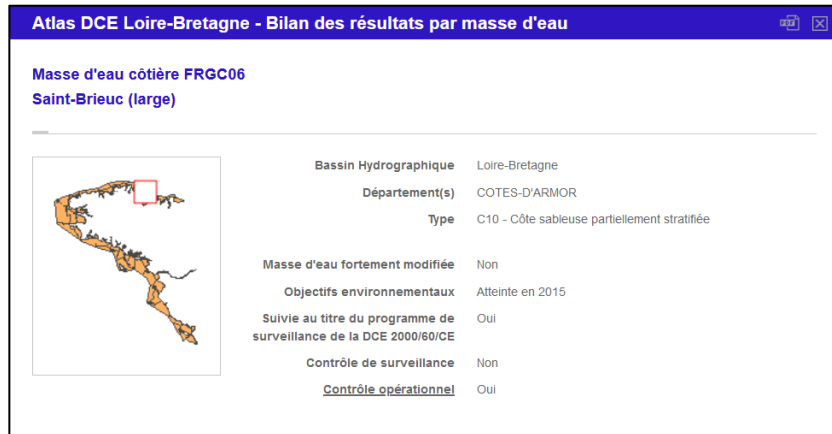 Atlas DCE Loire-Bretagne - Bilan des résultats par masse d'eau
PDF
Masse d'eau côtière FRGC06
Saint-Brieuc (large)
Bassin Hydrographique Loire-Bretagne
Département(s) COTES-D'ARMOR
Type C10 - Côte sableuse partiellement stratifiée
Masse d'eau fortement modifiée Non
Objectifs environnementaux Atteinte en 2015
Suivie au titre du programme de Oui
surveillance de la DCE 2000/60/CE
Contrôle de surveillance Non
Contrôle opérationnel Oui